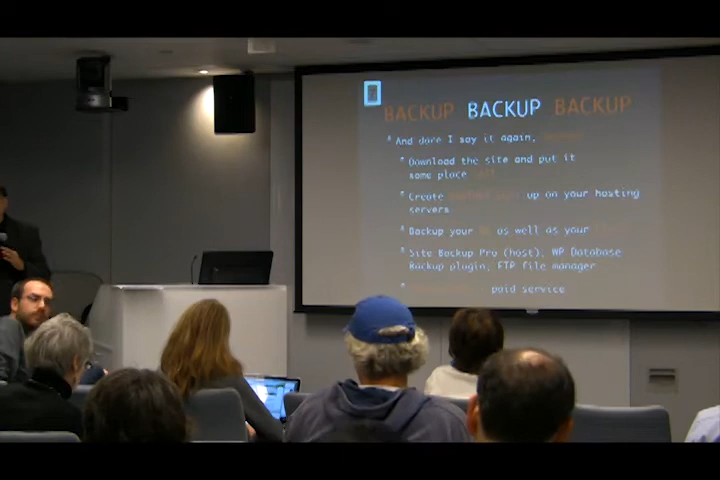 BACKUP BACKUP BACKUP
* And dare I say it again,
* Download the site and put it
some place
* Create up on your hosting
servers
* Backup your as well as your
* Site Backup Pro (host), WP Database
Backup plugin, FTP file manager
* paid service